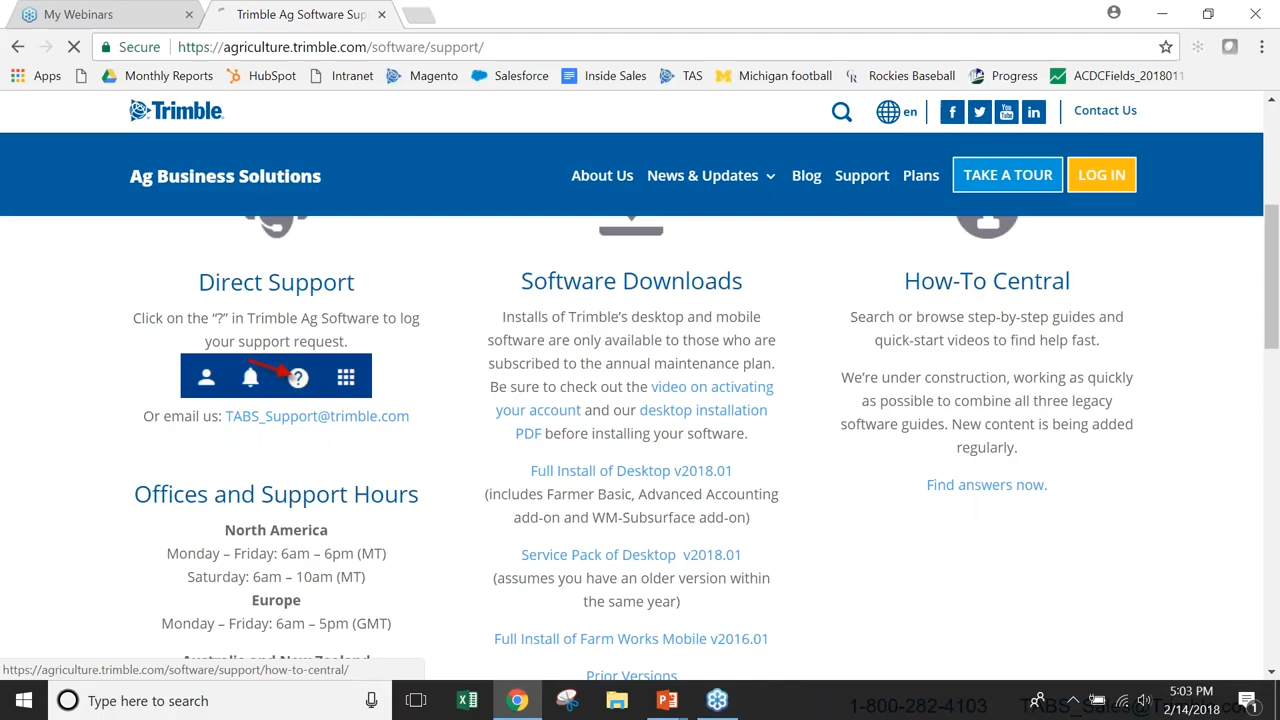 My Webinars
Trimble Ag Software Sup
Secure
https://agriculture.trimble.com/software/support/
Apps
Monthly Reports
HubSpot
Intranet
Magento
Salesforce
Inside Sales
TAS
Michigan football
Rockies Baseball
Progress
ACDCFields_2018011
Trimble
en
Contact Us
Ag Business Solutions
About Us
News & Updates
Blog
Support
Plans
TAKE A TOUR
LOG IN
Direct Support
Click on the “?” in Trimble Ag Software to log
your support request.
Or email us: TABS_Support@trimble.com
Offices and Support Hours
North America
Monday – Friday: 6am – 6pm (MT)
Saturday: 6am – 10am (MT)
Europe
Monday – Friday: 6am – 5pm (GMT)
Australia and New Zealand
Software Downloads
Installs of Trimble’s desktop and mobile
software are only available to those who are
subscribed to the annual maintenance plan.
Be sure to check out the video on activating
your account and our desktop installation
PDF before installing your software.
Full Install of Desktop v2018.01
(includes Farmer Basic, Advanced Accounting
add-on and WM-Subsurface add-on)
Service Pack of Desktop v2018.01
(assumes you have an older version within
the same year)
Full Install of Farm Works Mobile v2016.01
Prior Versions
How-To Central
Search or browse step-by-step guides and
quick-start videos to find help fast.
We’re under construction, working as quickly
as possible to combine all three legacy
software guides. New content is being added
regularly.
Find answers now.
https://agriculture.trimble.com/software/support/how-to-central/
Type here to search
1-800-282-4103
5:03 PM
2/14/2018